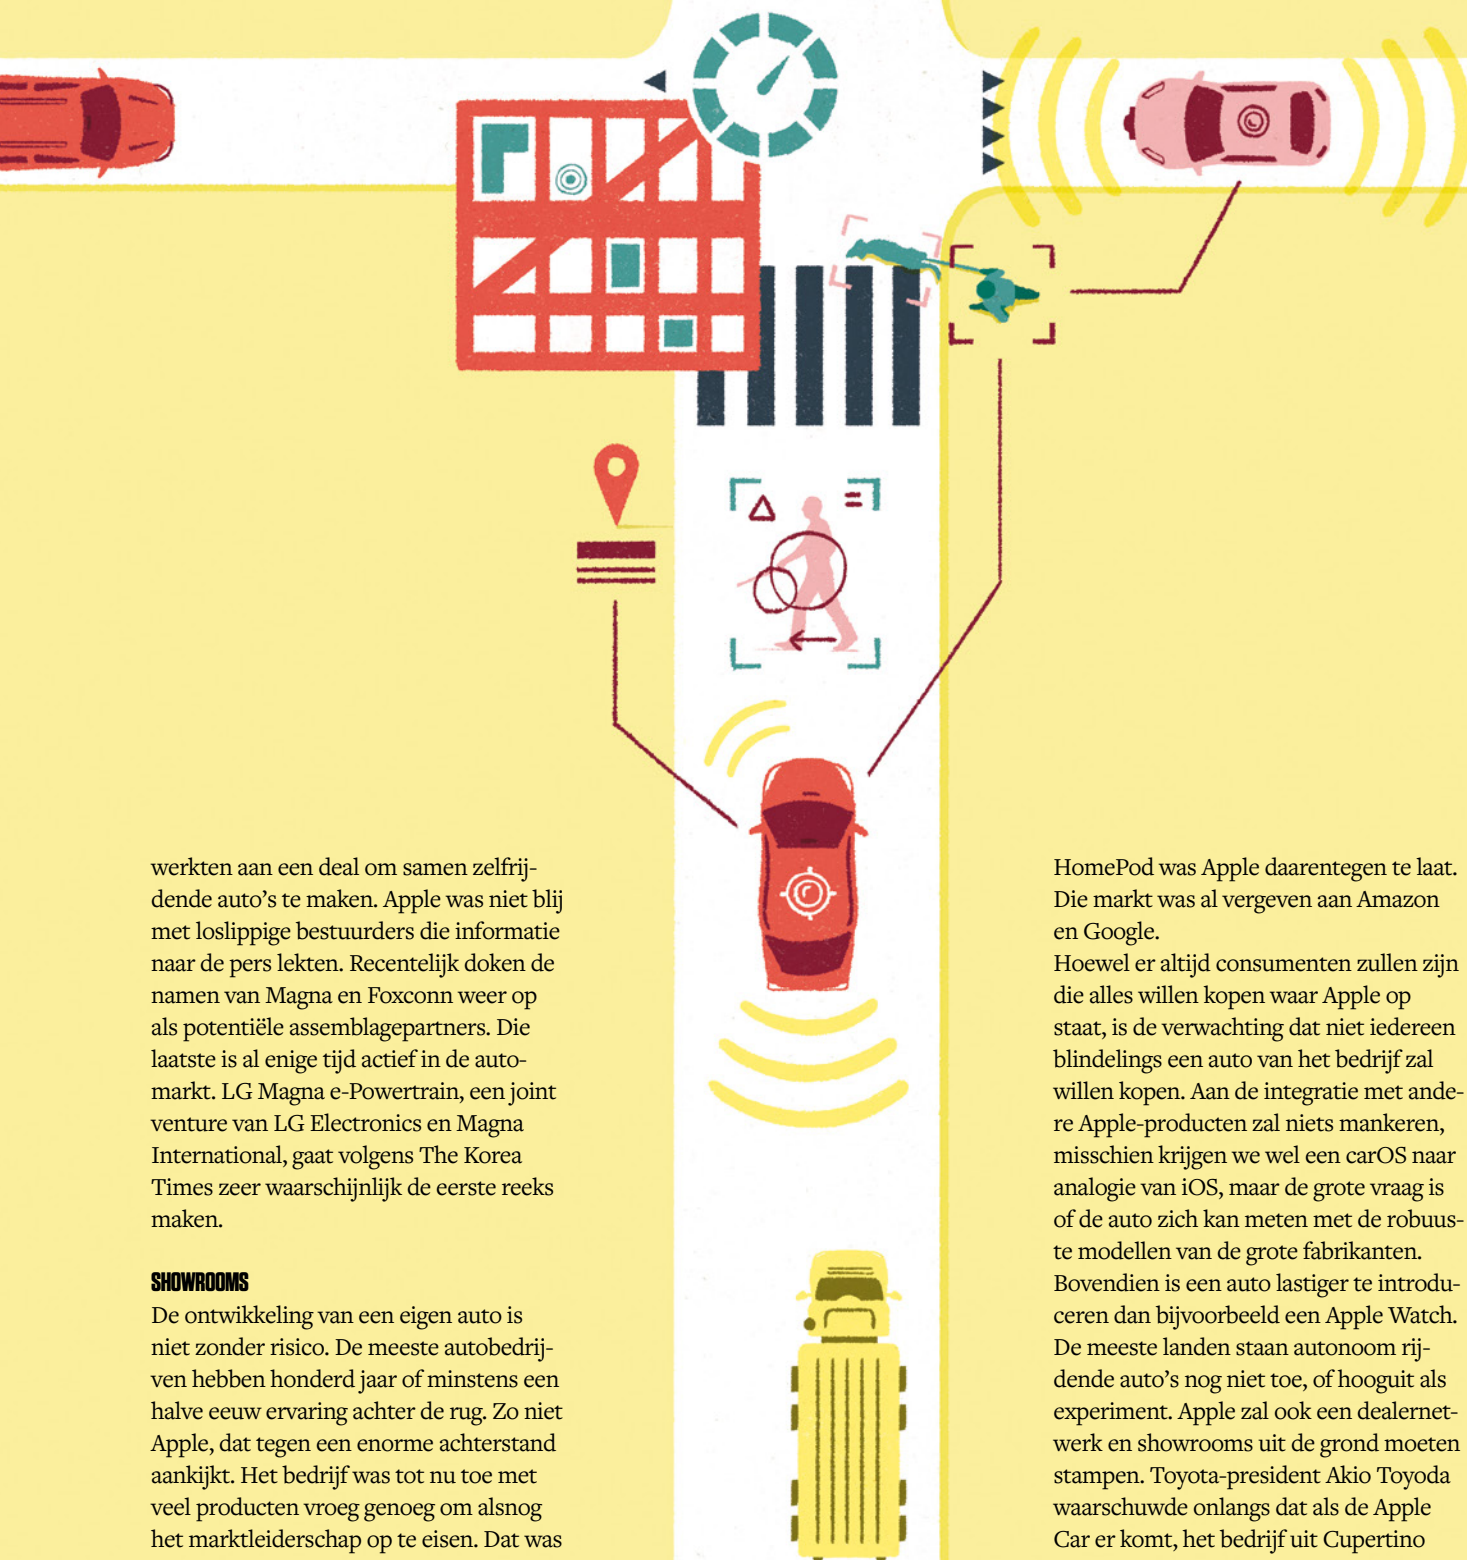 werkten aan een deal om samen zelfrij-
dende auto's te maken. Apple was niet blij
met loslippige bestuurders die informatie
naar de pers lekten. Recentelijk doken de
namen van Magna en Foxconn weer op
als potentiële assemblagepartners. Die
laatste is al enige tijd actief in de auto-
markt. LG Magna e-Powertrain, een joint
venture van LG Electronics en Magna
International, gaat volgens The Korea
Times zeer waarschijnlijk de eerste reeks
maken.
SHOWROOMS
De ontwikkeling van een eigen auto is
niet zonder risico. De meeste autobedrij-
ven hebben honderd jaar of minstens een
halve eeuw ervaring achter de rug. Zo niet
Apple, dat tegen een enorme achterstand
aankijkt. Het bedrijf was tot nu toe met
veel producten vroeg genoeg om alsnog
het marktleiderschap op te eisen. Dat was
HomePod was Apple daarentegen te laat.
Die markt was al vergeven aan Amazon
en Google.
Hoewel er altijd consumenten zullen zijn
die alles willen kopen waar Apple op
staat, is de verwachting dat niet iedereen
blindelings een auto van het bedrijf zal
willen kopen. Aan de integratie met ande-
re Apple-producten zal niets mankeren,
misschien krijgen we wel een carOS naar
analogie van iOS, maar de grote vraag is
of de auto zich kan meten met de robuus-
te modellen van de grote fabrikanten.
Bovendien is een auto lastiger te introdu-
ceren dan bijvoorbeeld een Apple Watch.
De meeste landen staan autonoom rij-
dende auto's nog niet toe, of hooguit als
experiment. Apple zal ook een dealernet-
werk en showrooms uit de grond moeten
stampen. Toyota-president Akio Toyoda
waarschuwde onlangs dat als de Apple
Car er komt, het bedrijf uit Cupertino